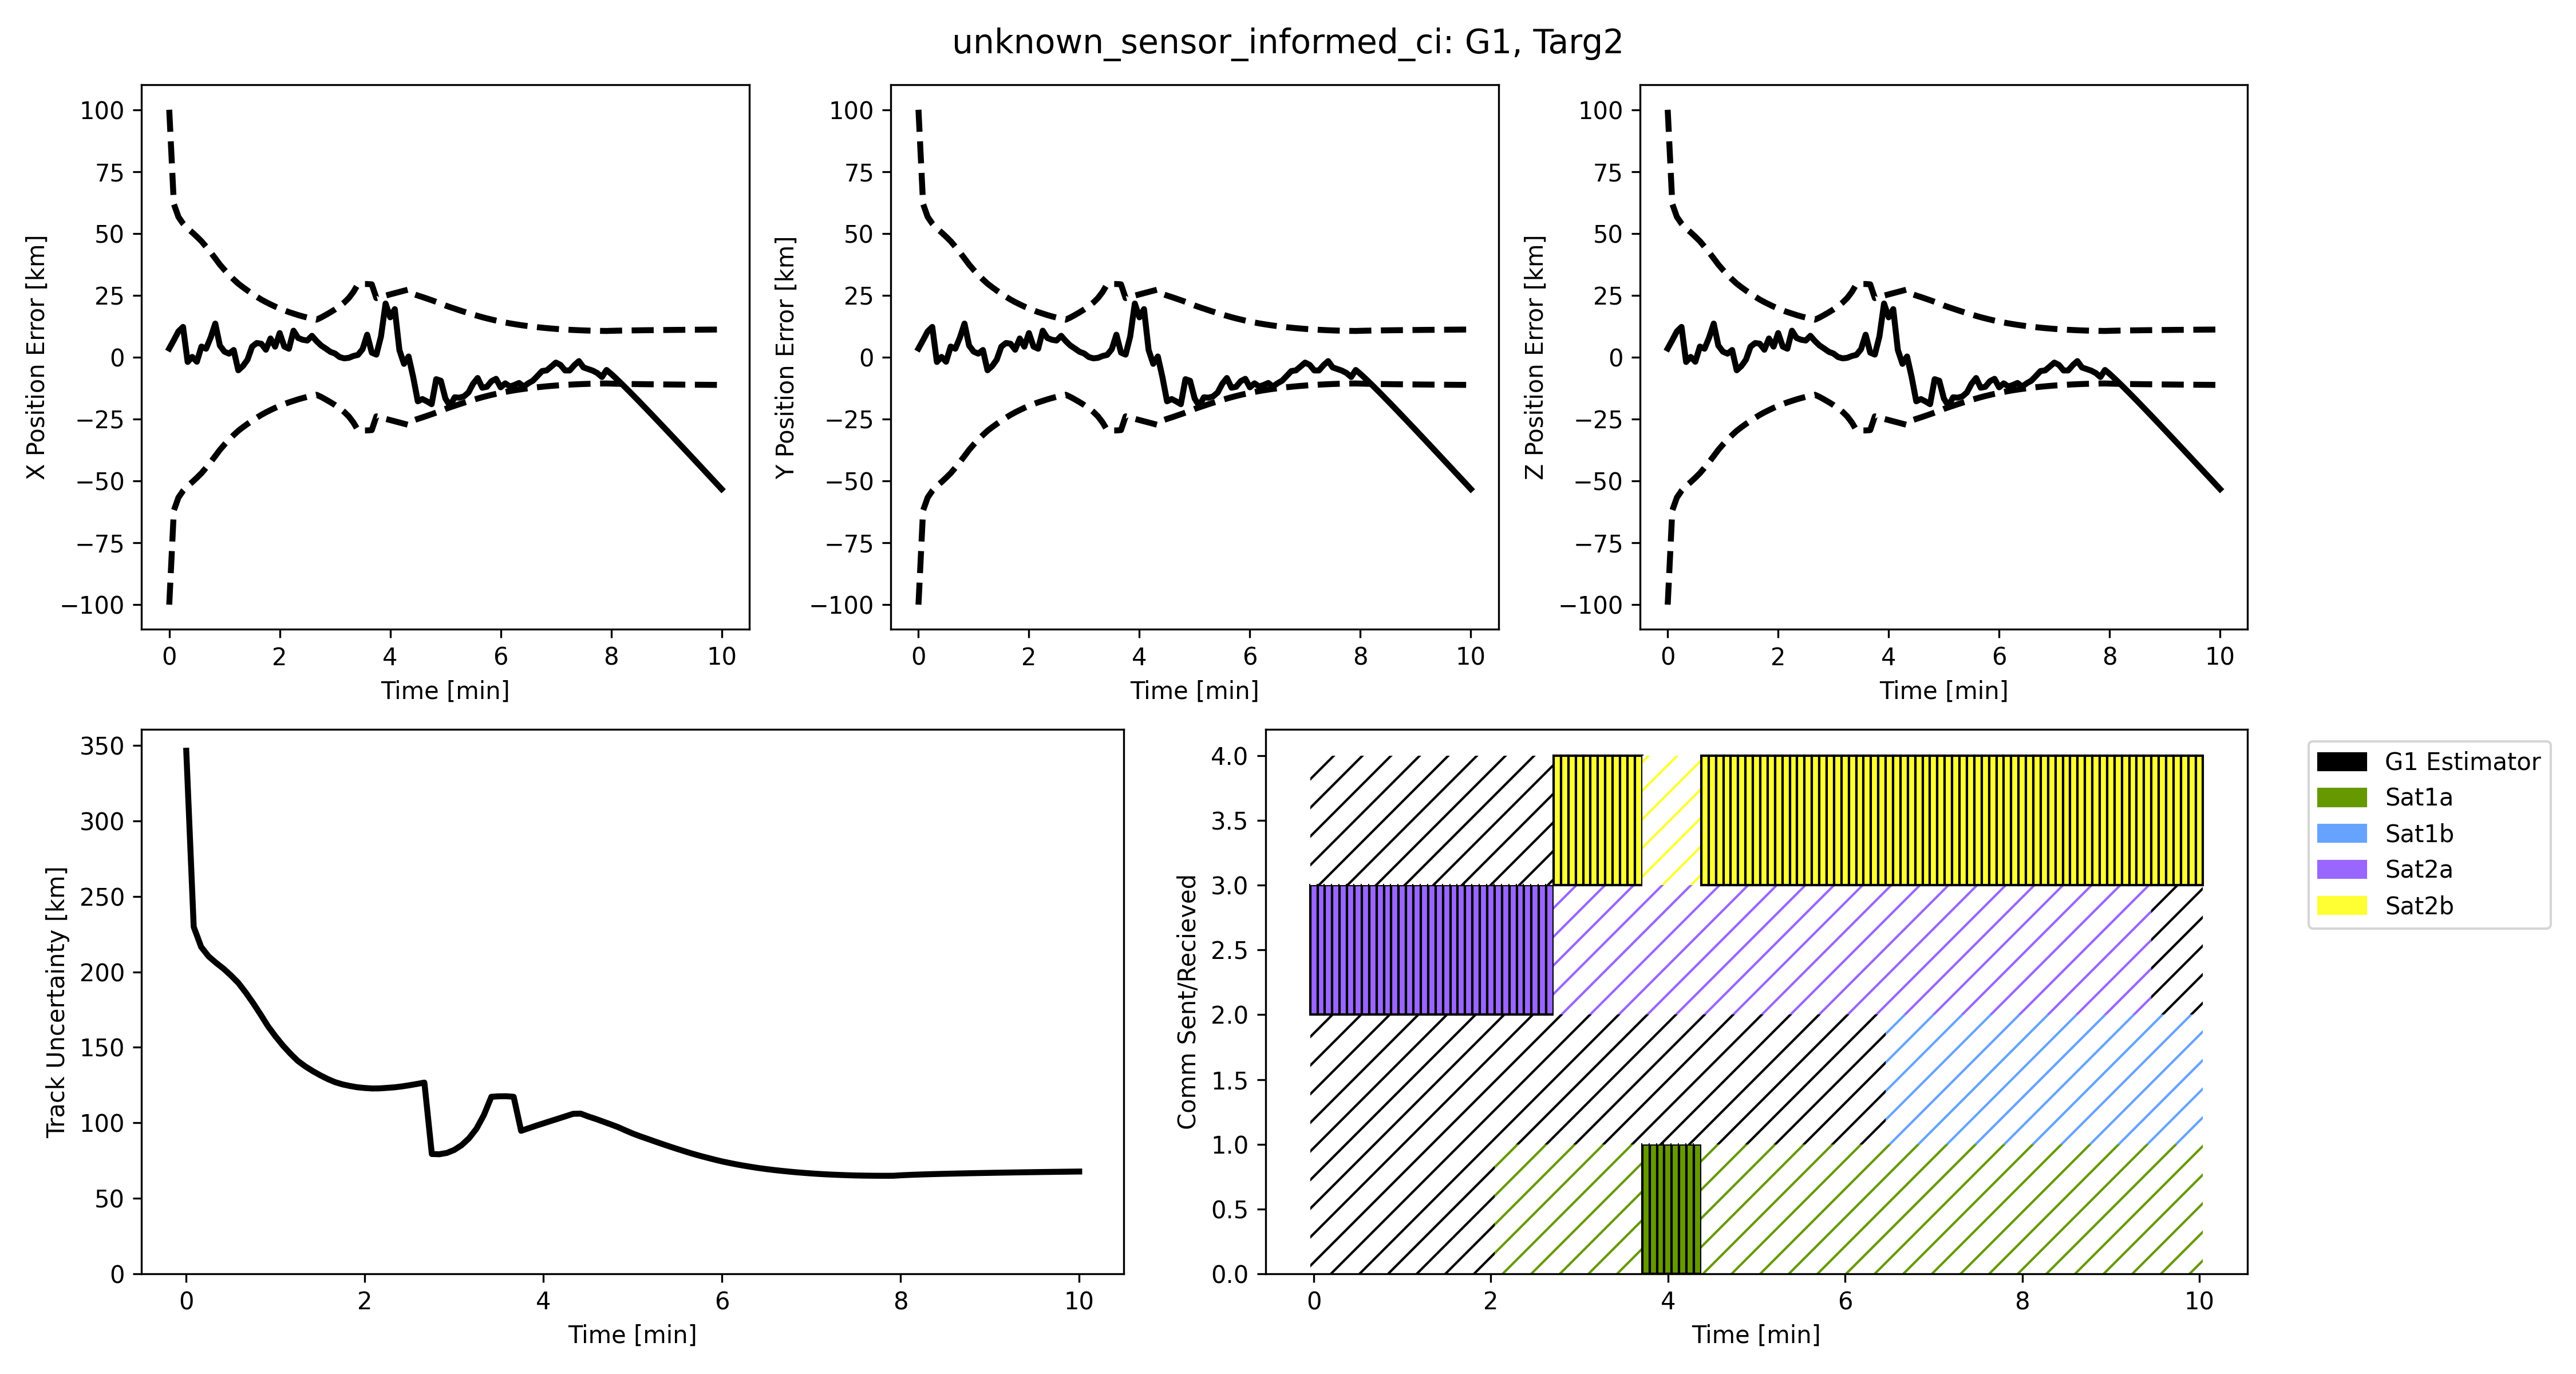 unknown_sensor_informed_ci: G1, Targ2
X Position Error [km]
100
75
50
25
0
−25
−50
−75
−100
0 2 4 6 8 10
Time [min]
Y Position Error [km]
100
75
50
25
0
−25
−50
−75
−100
0 2 4 6 8 10
Time [min]
Z Position Error [km]
100
75
50
25
0
−25
−50
−75
−100
0 2 4 6 8 10
Time [min]
Track Uncertainty [km]
350
300
250
200
150
100
50
0
0 2 4 6 8 10
Time [min]
Comm Sent/Recieved
4.0
3.5
3.0
2.5
2.0
1.5
1.0
0.5
0.0
0 2 4 6 8 10
Time [min]
G1 Estimator
Sat1a
Sat1b
Sat2a
Sat2b